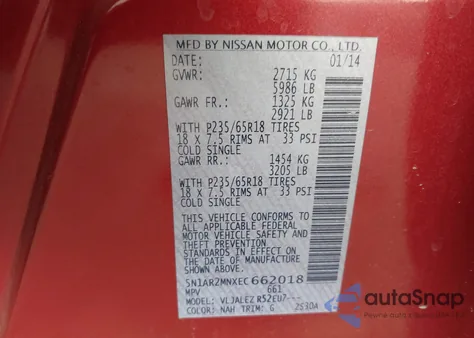 MFD BY NISSAN MOTOR CO., LTD.
DATE: 01/14
GVWR: 2715 KG
5986 LB
GAWR FR.: 1325 KG
2921 LB
WITH P235/65R18 TIRES
18 X 7.5 RIMS AT 33 PSI
COLD SINGLE
GAWR RR.: 1454 KG
3205 LB
WITH P235/65R18 TIRES
18 X 7.5 RIMS AT 33 PSI
COLD SINGLE
THIS VEHICLE CONFORMS TO
ALL APPLICABLE FEDERAL
MOTOR VEHICLE SAFETY AND
THEFT PREVENTION
STANDARDS IN EFFECT ON
THE DATE OF MANUFACTURE
SHOWN ABOVE.
5N1AR2MNXEC662018
MPV 661
MODEL: VLJALEZ
COLOR: NAH TRIM: G
autoSnap